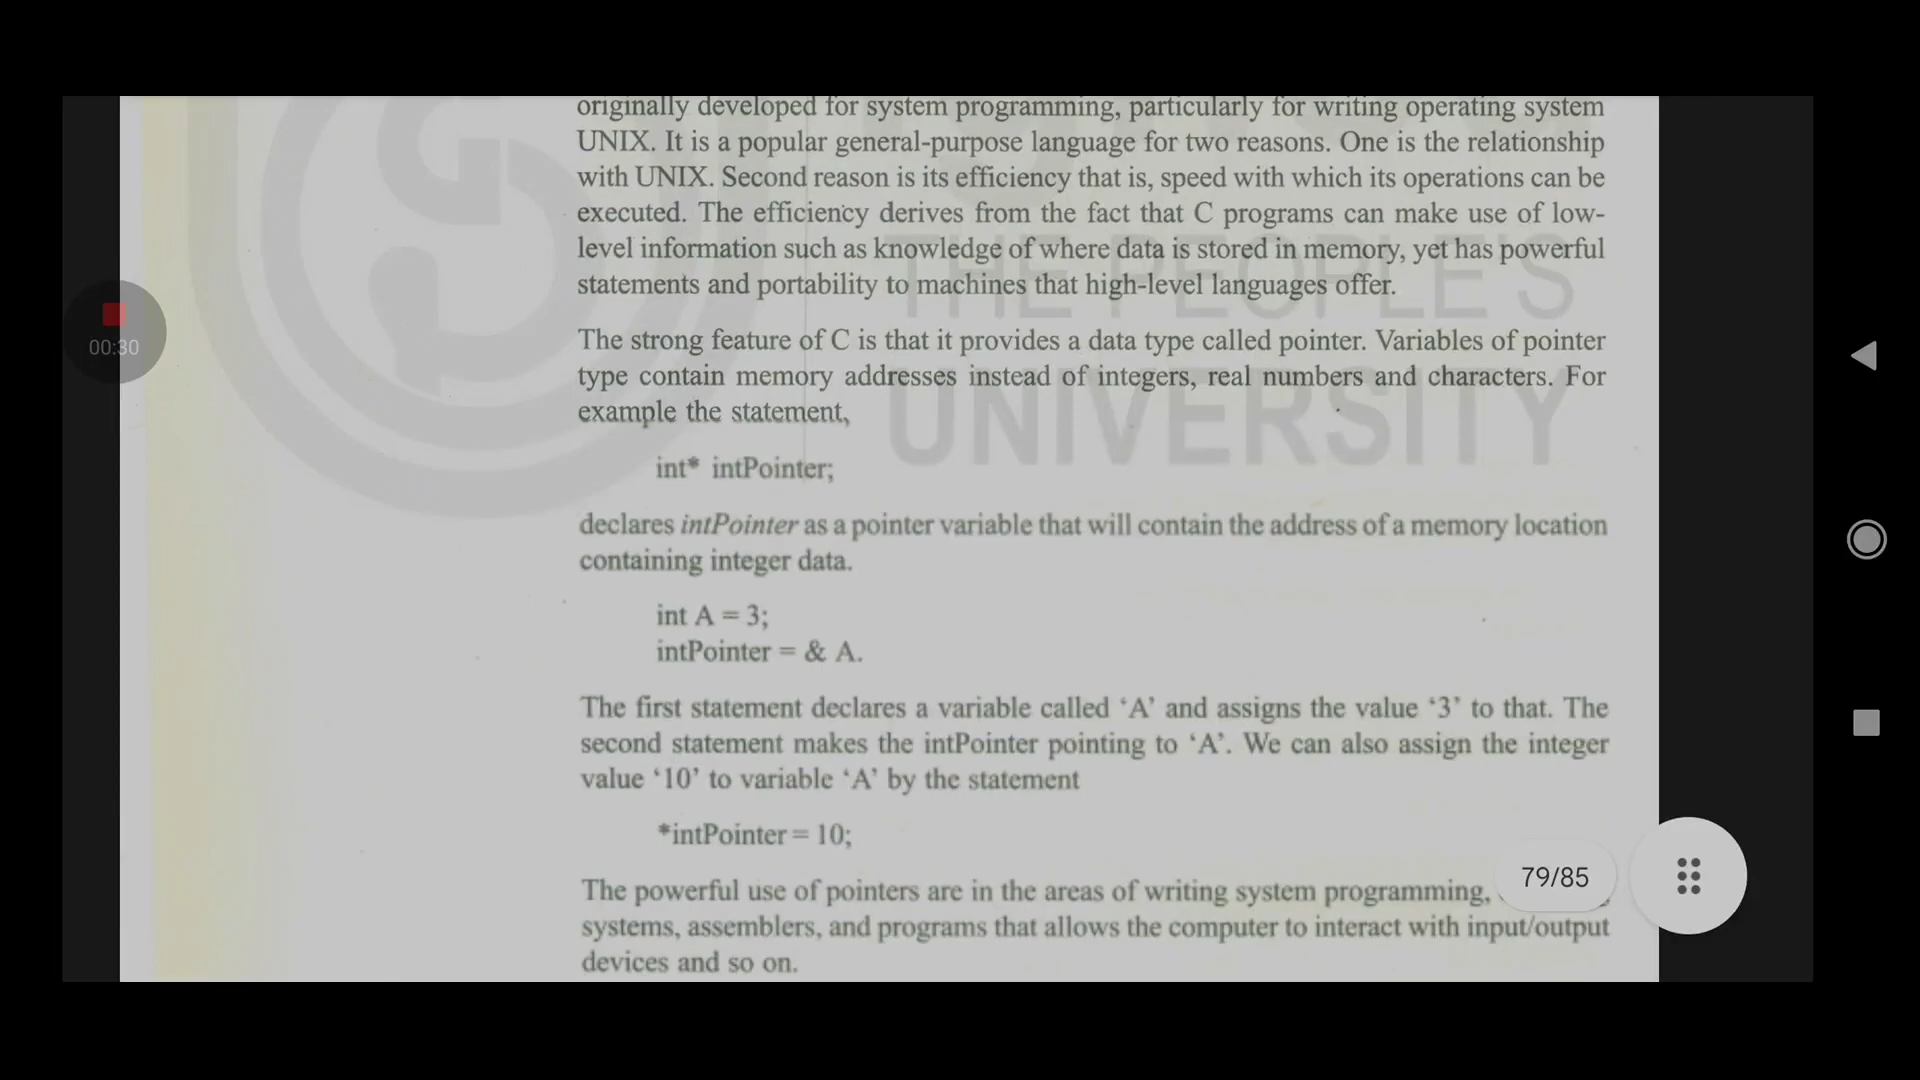 originally developed for system programming, particularly for writing operating system
UNIX. It is a popular general-purpose language for two reasons. One is the relationship
with UNIX. Second reason is its efficiency that is, speed with which its operations can be
executed. The efficiency derives from the fact that C programs can make use of low-
level information such as knowledge of where data is stored in memory, yet has powerful
statements and portability to machines that high-level languages offer.
THE PEOPLE'S
UNIVERSITY
00:30
The strong feature of C is that it provides a data type called pointer. Variables of pointer
type contain memory addresses instead of integers, real numbers and characters. For
example the statement,
int* intPointer;
declares intPointer as a pointer variable that will contain the address of a memory location
containing integer data.
int A = 3;
intPointer = & A.
The first statement declares a variable called ‘A’ and assigns the value ‘3’ to that. The
second statement makes the intPointer pointing to ‘A’. We can also assign the integer
value ‘10’ to variable ‘A’ by the statement
*intPointer = 10;
The powerful use of pointers are in the areas of writing system programming,
79/85
systems, assemblers, and programs that allows the computer to interact with input/output
devices and so on.